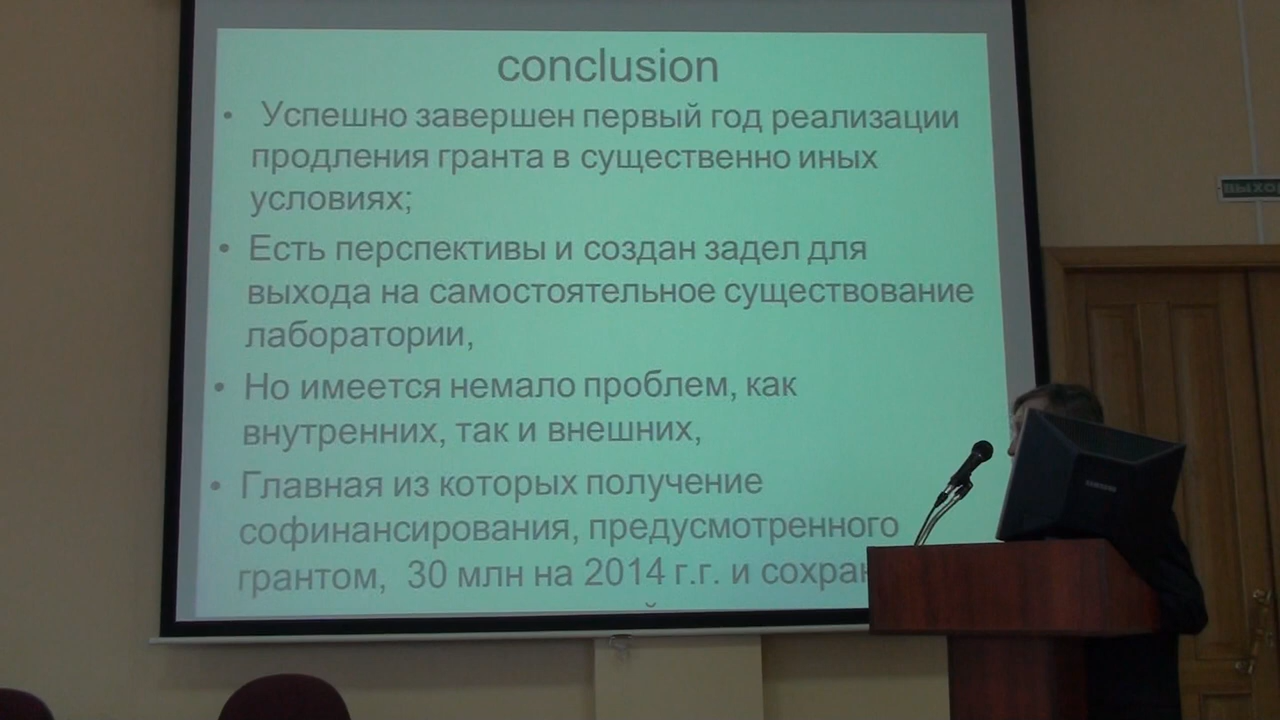 conclusion
• Успешно завершен первый год реализации
продления гранта в существенно иных
условиях;
• Есть перспективы и создан задел для
выхода на самостоятельное существование
лаборатории,
• Но имеется немало проблем, как
внутренних, так и внешних,
• Главная из которых получение
софинансирования, предусмотренного
грантом, 30 млн на 2014 г.г. и сохран
ВЫХОД